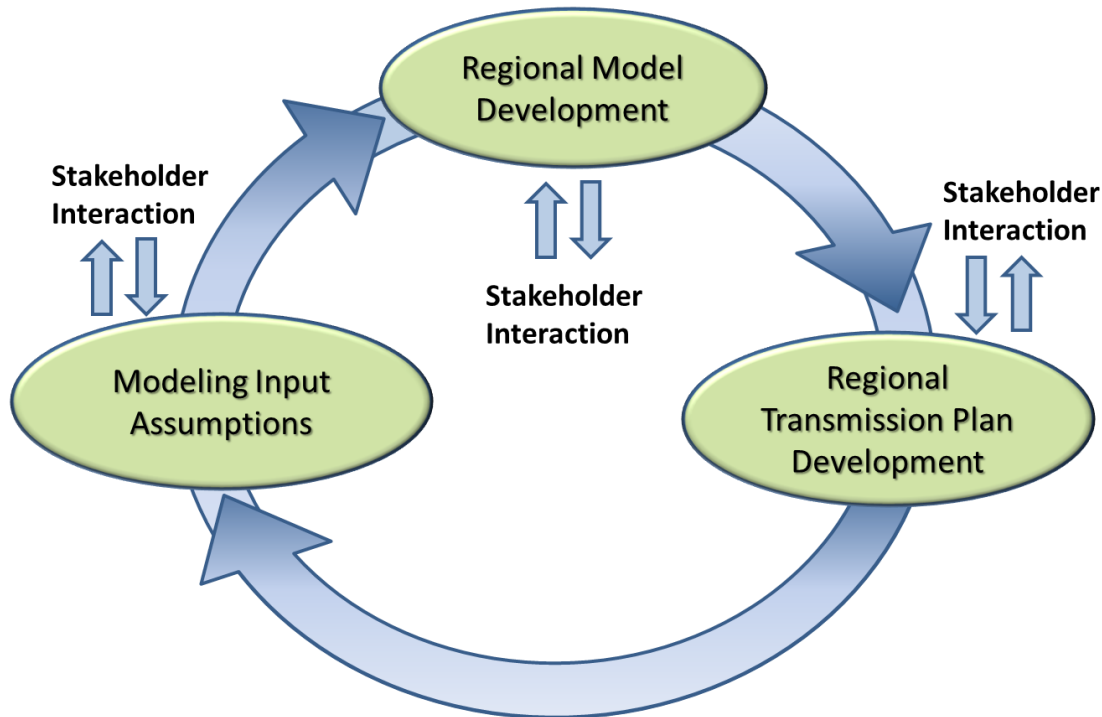 Regional Model
Development
Stakeholder
Interaction
Stakeholder
Interaction
Stakeholder
Interaction
Modeling Input
Assumptions
Regional
Transmission Plan
Development